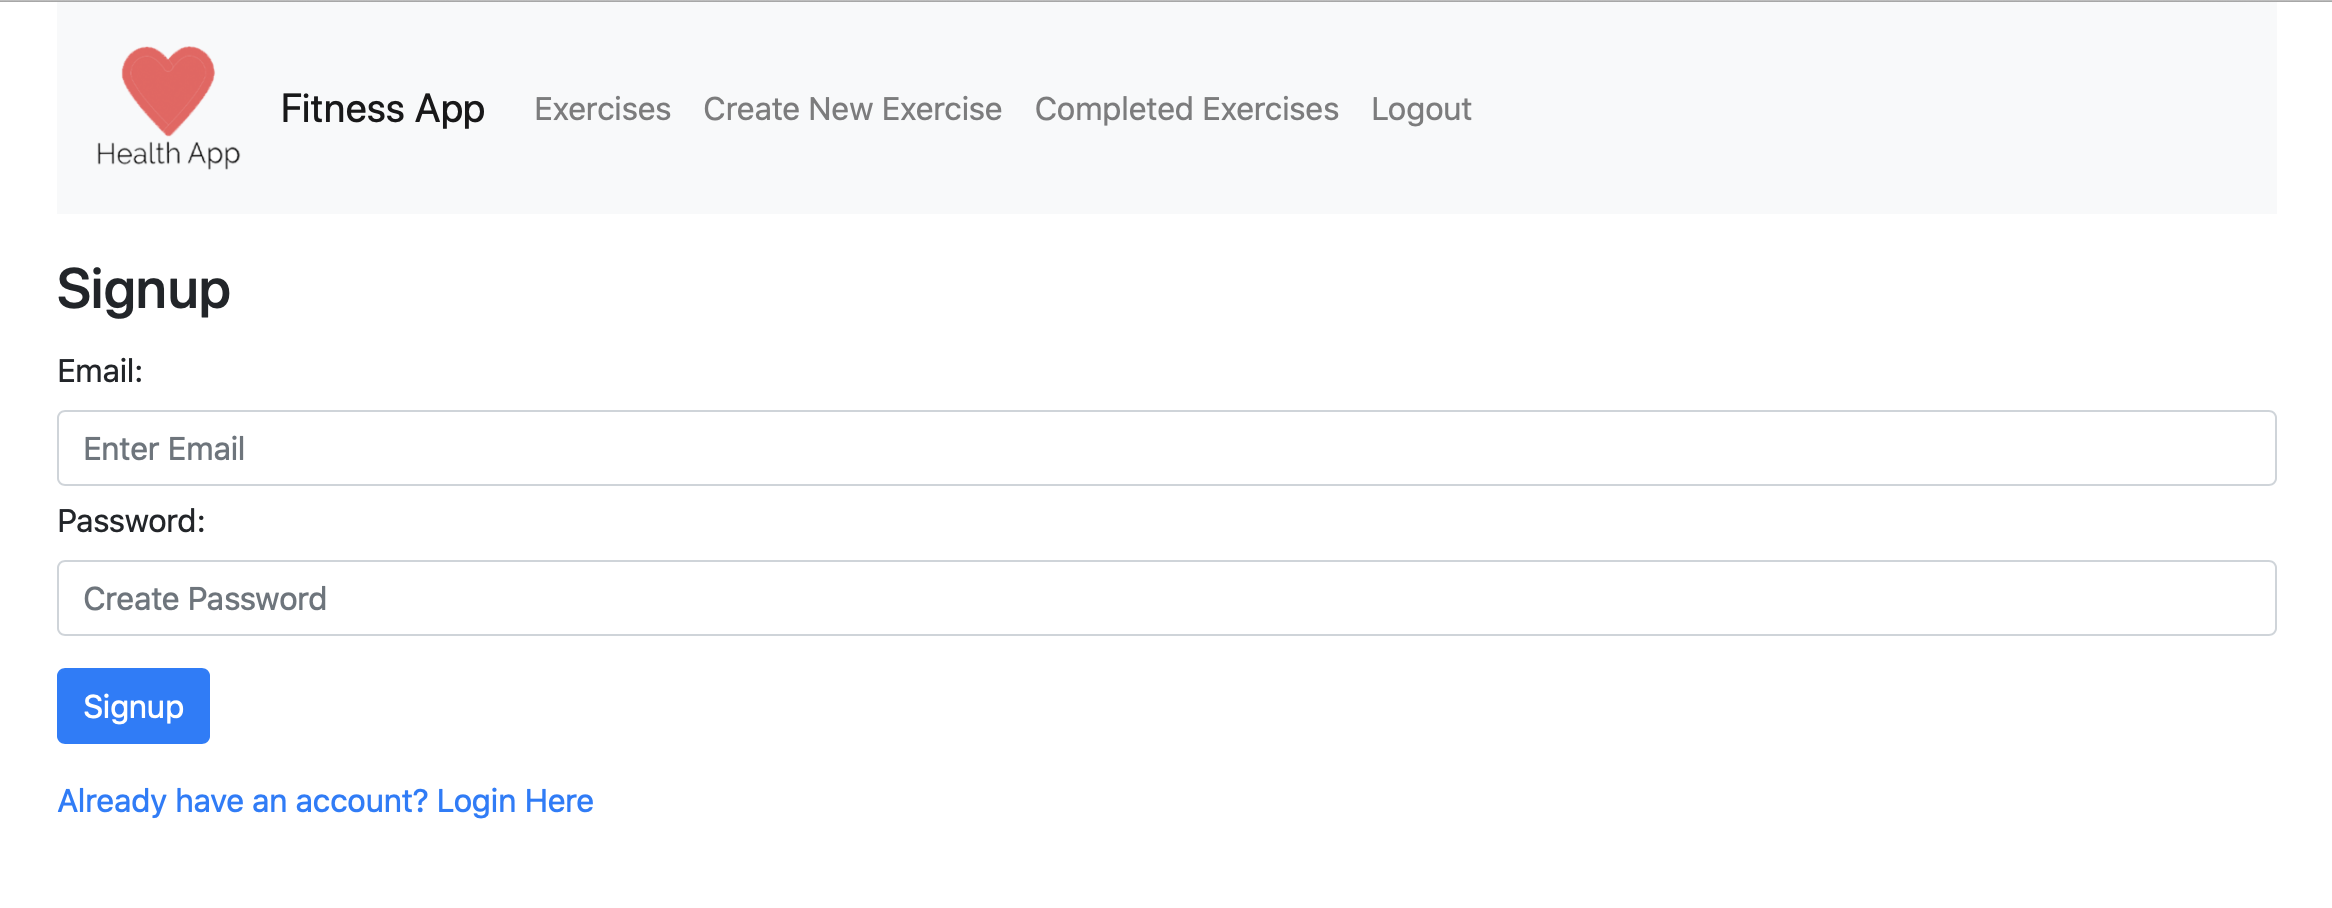 Health App
Fitness App Exercises Create New Exercise Completed Exercises Logout
Signup
Email:
Enter Email
Password:
Create Password
Signup
Already have an account? Login Here